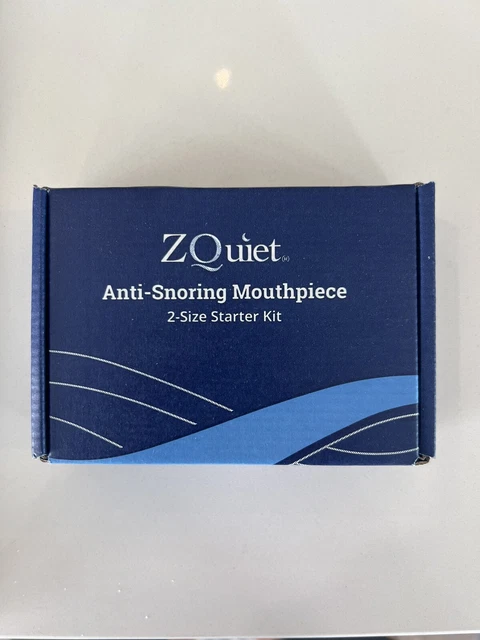 ZQuiet®
Anti-Snoring Mouthpiece
2-Size Starter Kit